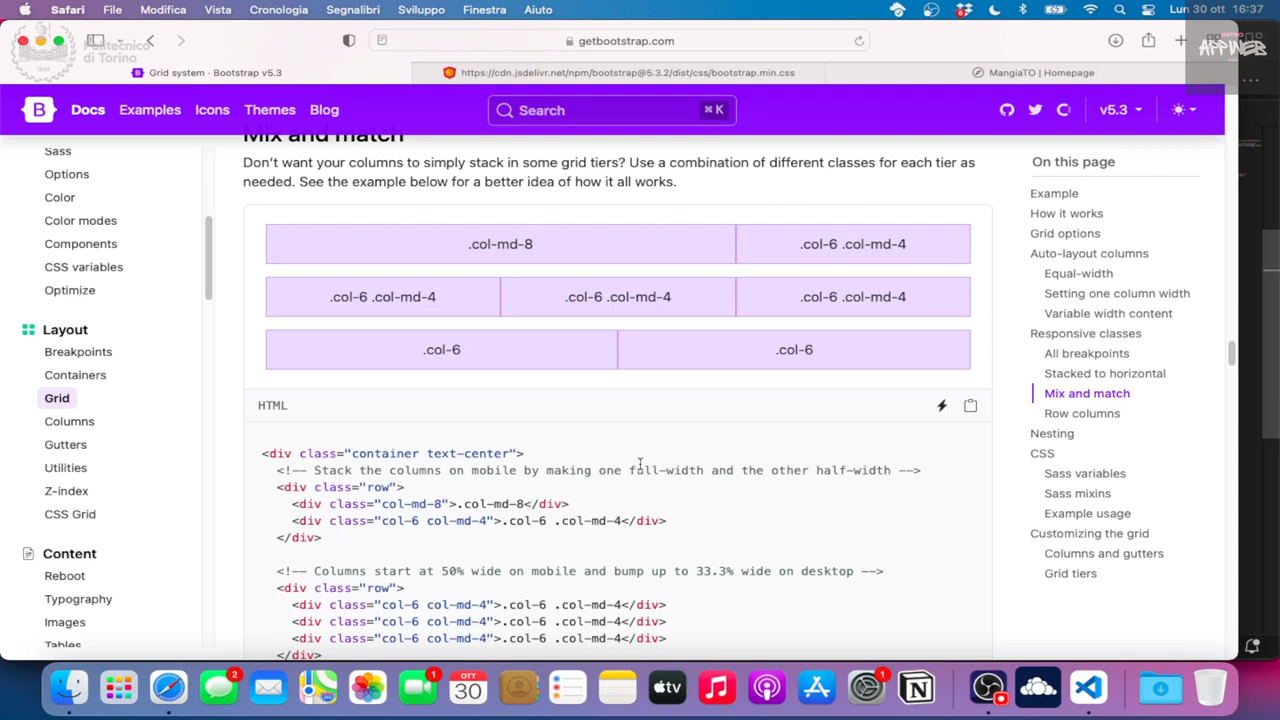 Safari File Modifica Vista Cronologia Segnalibri Sviluppo Finestra Aiuto Lun 30 ott 16:37
Politecnico
di Torino
getbootstrap.com
INTRO
APPWEB
Grid system · Bootstrap v5.3
https://cdn.jsdelivr.net/npm/bootstrap@5.3.2/dist/css/bootstrap.min.css
MangiaTO | Homepage
B Docs Examples Icons Themes Blog Search ⌘ K v5.3
Sass
Options
Color
Color modes
Components
CSS variables
Optimize
Layout
Breakpoints
Containers
Grid
Columns
Gutters
Utilities
Z-index
CSS Grid
Content
Reboot
Typography
Images
Tables
Mix and match
Don’t want your columns to simply stack in some grid tiers? Use a combination of different classes for each tier as
needed. See the example below for a better idea of how it all works.
.col-md-8 .col-6 .col-md-4
.col-6 .col-md-4 .col-6 .col-md-4 .col-6 .col-md-4
.col-6 .col-6
HTML
<div class="container text-center">
<!-- Stack the columns on mobile by making one full-width and the other half-width -->
<div class="row">
<div class="col-md-8">.col-md-8</div>
<div class="col-6 col-md-4">.col-6 .col-md-4</div>
</div>
<!-- Columns start at 50% wide on mobile and bump up to 33.3% wide on desktop -->
<div class="row">
<div class="col-6 col-md-4">.col-6 .col-md-4</div>
<div class="col-6 col-md-4">.col-6 .col-md-4</div>
<div class="col-6 col-md-4">.col-6 .col-md-4</div>
</div>
On this page
Example
How it works
Grid options
Auto-layout columns
Equal-width
Setting one column width
Variable width content
Responsive classes
All breakpoints
Stacked to horizontal
Mix and match
Row columns
Nesting
CSS
Sass variables
Sass mixins
Example usage
Customizing the grid
Columns and gutters
Grid tiers
2
1
OTT
30
tv
1